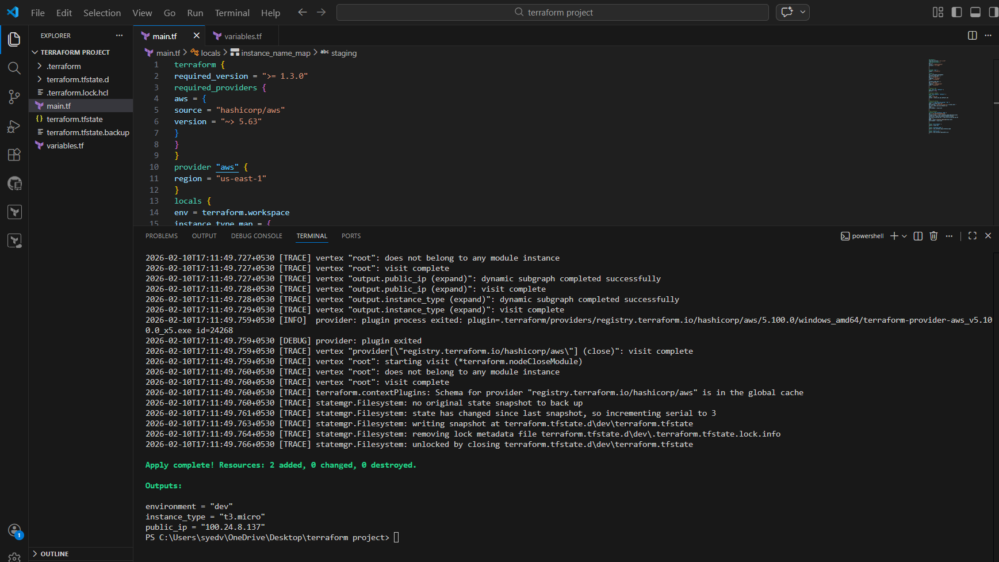 File Edit Selection View Go Run Terminal Help
terraform project
EXPLORER
TERRAFORM PROJECT
.terraform
terraform.tfstate.d
.terraform.lock.hcl
main.tf
terraform.tfstate
terraform.tfstate.backup
variables.tf
1
OUTLINE
main.tf
variables.tf
main.tf > locals > instance_name_map > abc staging
1 terraform {
2 required_version = ">= 1.3.0"
3 required_providers {
4 aws = {
5 source = "hashicorp/aws"
6 version = "~> 5.63"
7 }
8 }
9 }
10 provider "aws" {
11 region = "us-east-1"
12 }
13 locals {
14 env = terraform.workspace
15 instance_type_map = {
PROBLEMS OUTPUT DEBUG CONSOLE TERMINAL PORTS
powershell
2026-02-10T17:11:49.727+0530 [TRACE] vertex "root": does not belong to any module instance
2026-02-10T17:11:49.727+0530 [TRACE] vertex "root": visit complete
2026-02-10T17:11:49.727+0530 [TRACE] vertex "output.public_ip (expand)": dynamic subgraph completed successfully
2026-02-10T17:11:49.728+0530 [TRACE] vertex "output.public_ip (expand)": visit complete
2026-02-10T17:11:49.728+0530 [TRACE] vertex "output.instance_type (expand)": dynamic subgraph completed successfully
2026-02-10T17:11:49.729+0530 [TRACE] vertex "output.instance_type (expand)": visit complete
2026-02-10T17:11:49.759+0530 [INFO]  provider: plugin process exited: plugin=.terraform/providers/registry.terraform.io/hashicorp/aws/5.100.0/windows_amd64/terraform-provider-aws_v5.10
0.0_x5.exe id=24268
2026-02-10T17:11:49.759+0530 [DEBUG] provider: plugin exited
2026-02-10T17:11:49.759+0530 [TRACE] vertex "provider[\"registry.terraform.io/hashicorp/aws\"] (close)": visit complete
2026-02-10T17:11:49.759+0530 [TRACE] vertex "root": starting visit (*terraform.nodeCloseModule)
2026-02-10T17:11:49.760+0530 [TRACE] vertex "root": does not belong to any module instance
2026-02-10T17:11:49.760+0530 [TRACE] vertex "root": visit complete
2026-02-10T17:11:49.760+0530 [TRACE] terraform.contextPlugins: Schema for provider "registry.terraform.io/hashicorp/aws" is in the global cache
2026-02-10T17:11:49.760+0530 [TRACE] statemgr.Filesystem: no original state snapshot to back up
2026-02-10T17:11:49.761+0530 [TRACE] statemgr.Filesystem: state has changed since last snapshot, so incrementing serial to 3
2026-02-10T17:11:49.763+0530 [TRACE] statemgr.Filesystem: writing snapshot at terraform.tfstate.d\dev\terraform.tfstate
2026-02-10T17:11:49.764+0530 [TRACE] statemgr.Filesystem: removing lock metadata file terraform.tfstate.d\dev\.terraform.tfstate.lock.info
2026-02-10T17:11:49.766+0530 [TRACE] statemgr.Filesystem: unlocked by closing terraform.tfstate.d\dev\terraform.tfstate
Apply complete! Resources: 2 added, 0 changed, 0 destroyed.
Outputs:
environment = "dev"
instance_type = "t3.micro"
public_ip = "100.24.8.137"
PS C:\Users\syedv\OneDrive\Desktop\terraform project>